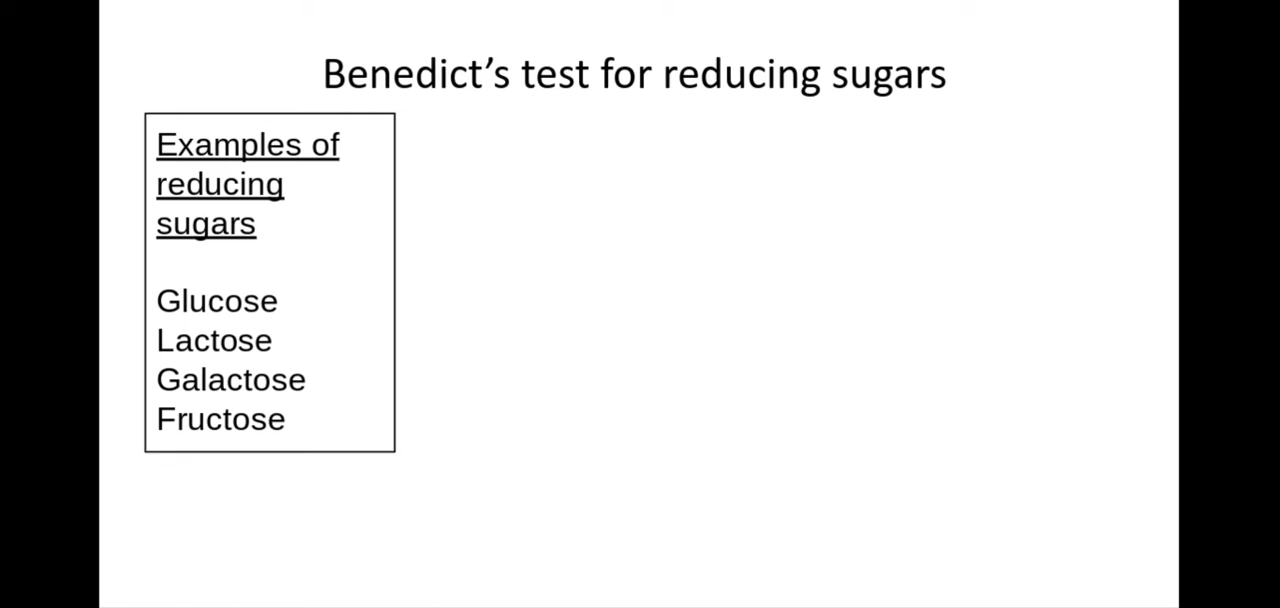 Benedict’s test for reducing sugars
Examples of
reducing
sugars
Glucose
Lactose
Galactose
Fructose